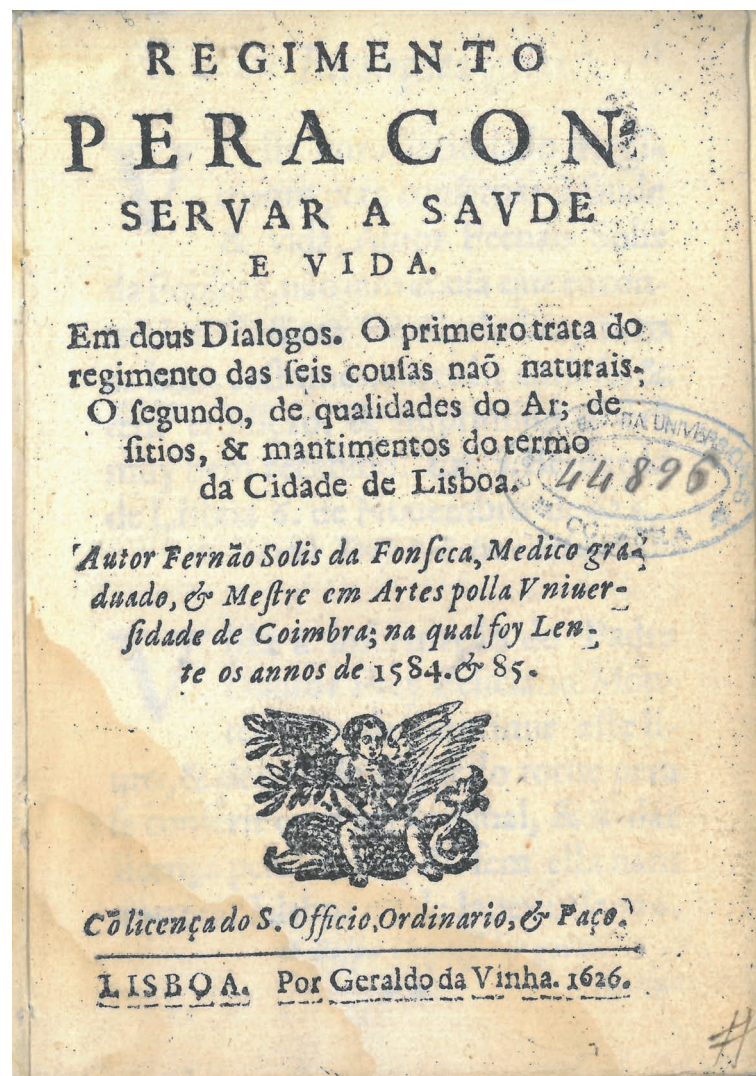 REGIMENTO
PERA CON-
SERVAR A SAVDE
E VIDA.
Em dous Dialogos. O primeiro trata do
regimento das ſeis couſas naõ naturais.
O ſegundo, de qualidades do Ar; de
ſitios, & mantimentos do termo
da Cidade de Lisboa.
44896
Autor Fernão Solis da Fonſeca, Medico gra-
duado, & Meſtre em Artes polla Vniuer-
ſidade de Coimbra; na qual foy Len-
te os annos de 1584. & 85.
Cõ licença do S. Officio, Ordinario, & Paço.
LISBOA. Por Geraldo da Vinha. 1626.